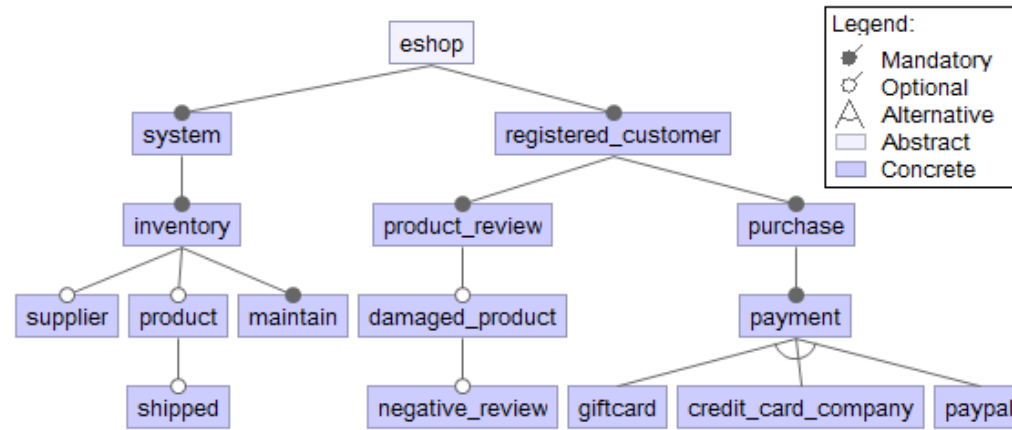 eshop
Legend:
Mandatory
Optional
Alternative
Abstract
Concrete
system
registered_customer
inventory
product_review
purchase
supplier
product
maintain
damaged_product
payment
shipped
negative_review
giftcard
credit_card_company
paypal